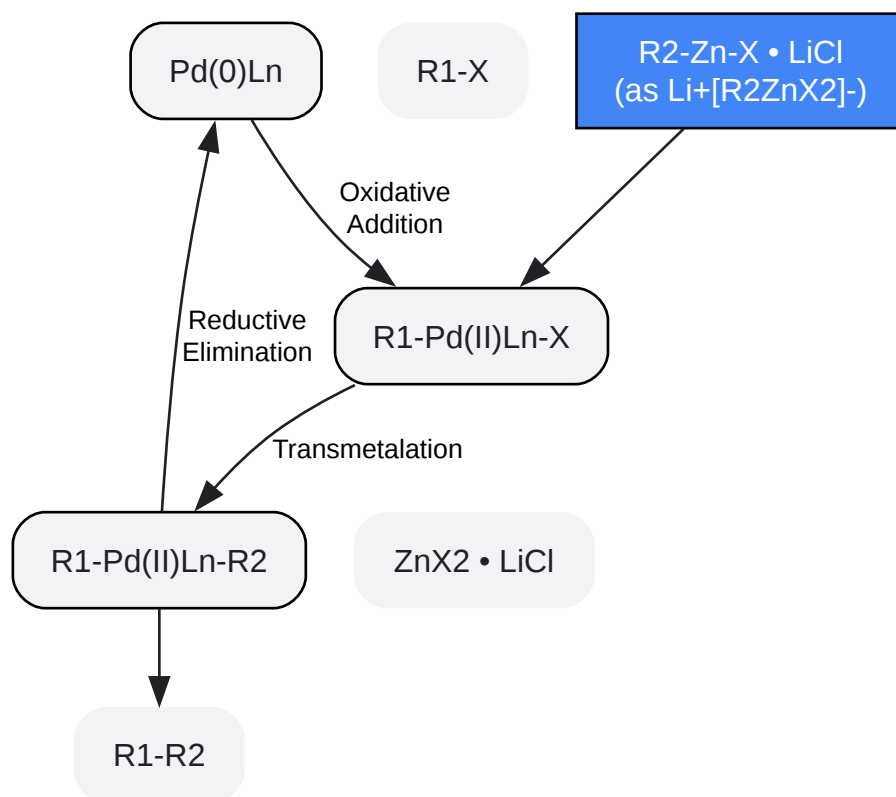 Pd(0)Ln
R1-X
R2-Zn-X • LiCl
(as Li+[R2ZnX2]-)
Oxidative
Addition
Reductive
Elimination
R1-Pd(II)Ln-X
Transmetalation
R1-Pd(II)Ln-R2
ZnX2 • LiCl
R1-R2